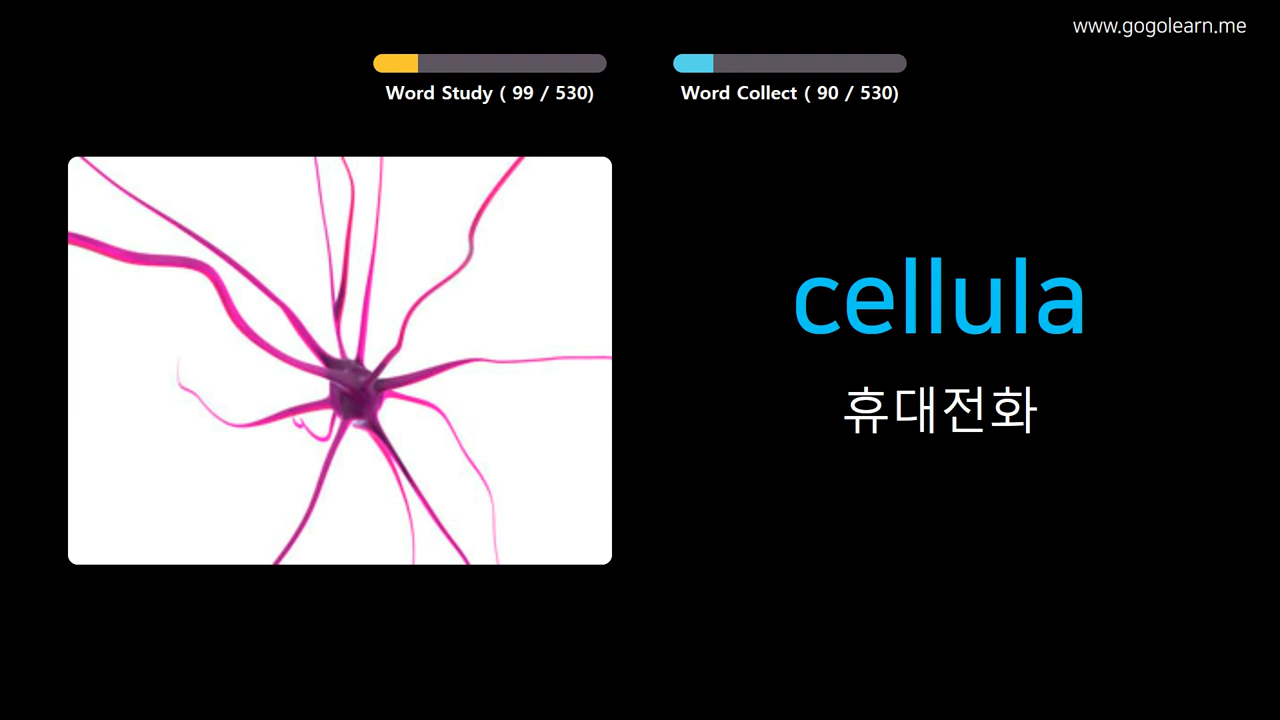 www.gogolearn.me
Word Study ( 99 / 530)
Word Collect ( 90 / 530)
cellula
휴대전화